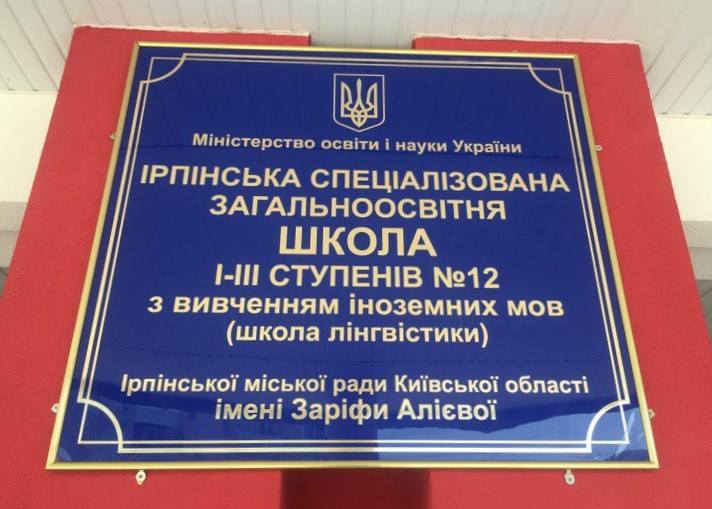 Міністерство освіти і науки України
ІРПІНСЬКА СПЕЦІАЛІЗОВАНА
ЗАГАЛЬНООСВІТНЯ
ШКОЛА
І-ІІІ СТУПЕНІВ №12
з вивченням іноземних мов
(школа лінгвістики)
Ірпінської міської ради Київської області
імені Заріфи Алієвої